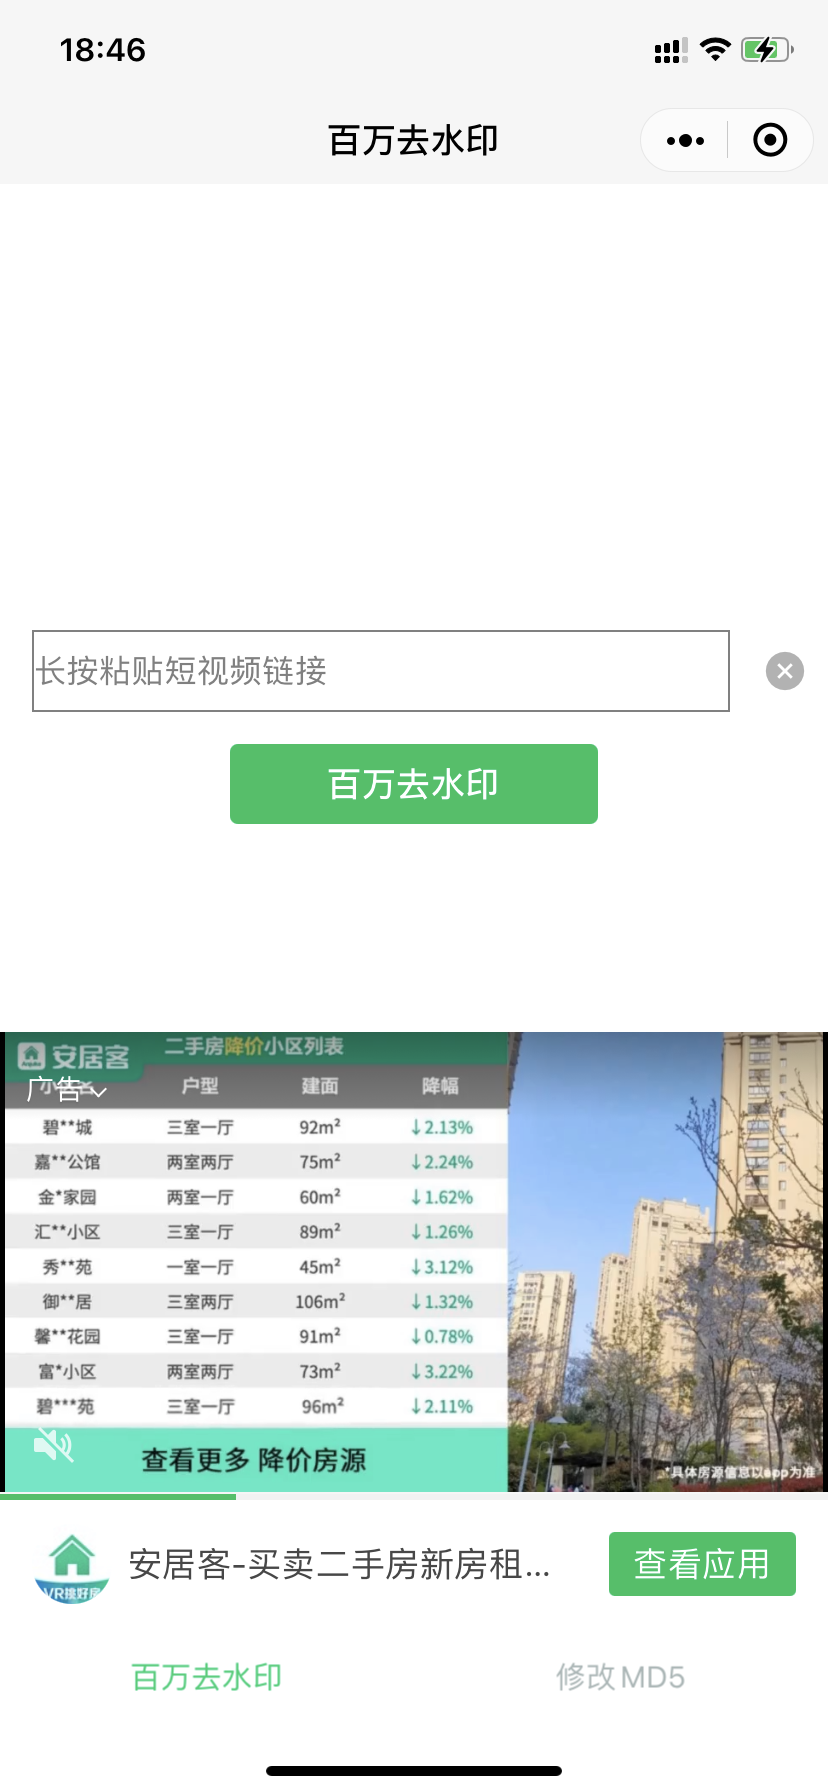 18:46
百万去水印
长按粘贴短视频链接
百万去水印
安居客
二手房降价小区列表
广告
户型 建面 降幅
碧**城 三室一厅 92m² ↓2.13%
嘉**公馆 两室两厅 75m² ↓2.24%
金*家园 两室一厅 60m² ↓1.62%
汇**小区 三室一厅 89m² ↓1.26%
秀**苑 一室一厅 45m² ↓3.12%
御**居 三室两厅 106m² ↓1.32%
馨**花园 三室一厅 91m² ↓0.78%
富*小区 两室两厅 73m² ↓3.22%
碧***苑 三室一厅 96m² ↓2.11%
查看更多 降价房源
*具体房源信息以app为准
VR挑好房
安居客-买卖二手房新房租...
查看应用
百万去水印
修改MD5